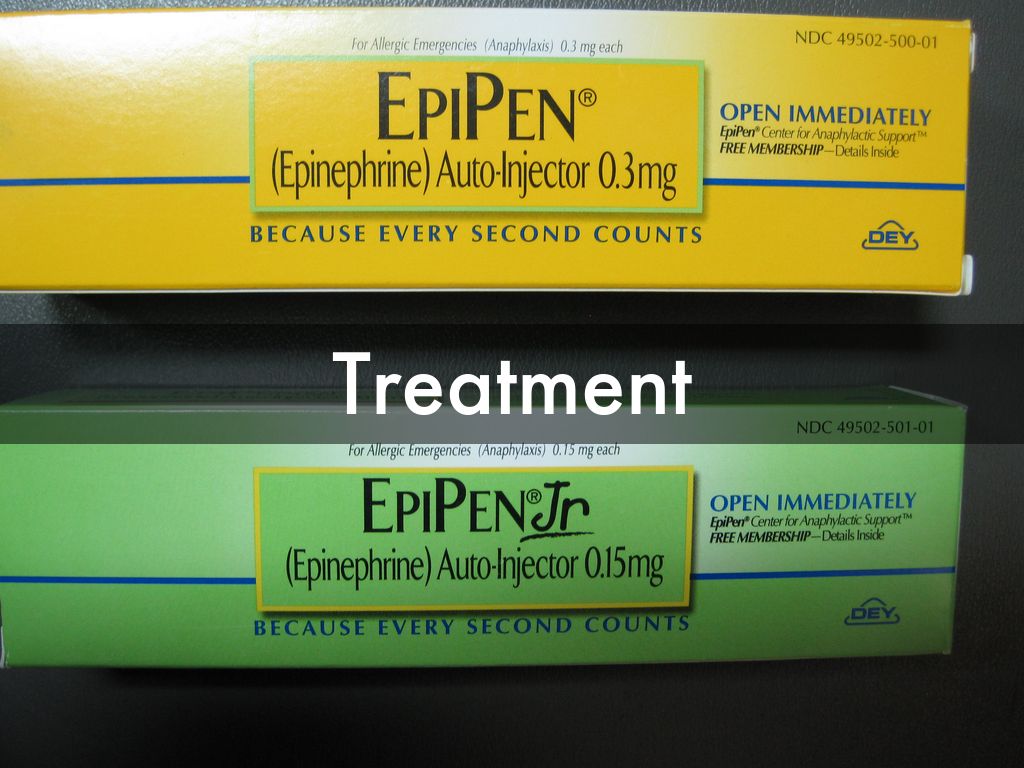 For Allergic Emergencies (Anaphylaxis) 0.3 mg each
NDC 49502-500-01
EPIPEN®
(Epinephrine) Auto-Injector 0.3mg
OPEN IMMEDIATELY
EpiPen® Center for Anaphylactic Support™
FREE MEMBERSHIP—Details Inside
BECAUSE EVERY SECOND COUNTS
DEY
Treatment
NDC 49502-501-01
For Allergic Emergencies (Anaphylaxis) 0.15 mg each
EPIPEN® Jr
(Epinephrine) Auto-Injector 0.15mg
OPEN IMMEDIATELY
EpiPen® Center for Anaphylactic Support™
FREE MEMBERSHIP—Details Inside
BECAUSE EVERY SECOND COUNTS
DEY